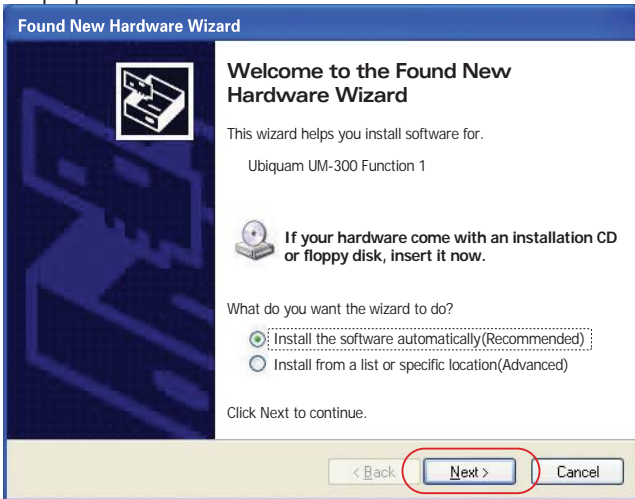 Found New Hardware Wizard
Welcome to the Found New
Hardware Wizard
This wizard helps you install software for.
Ubiquam UM-300 Function 1
If your hardware come with an installation CD
or floppy disk, insert it now.
What do you want the wizard to do?
Install the software automatically(Recommended)
Install from a list or specific location(Advanced)
Click Next to continue.
< Back Next > Cancel